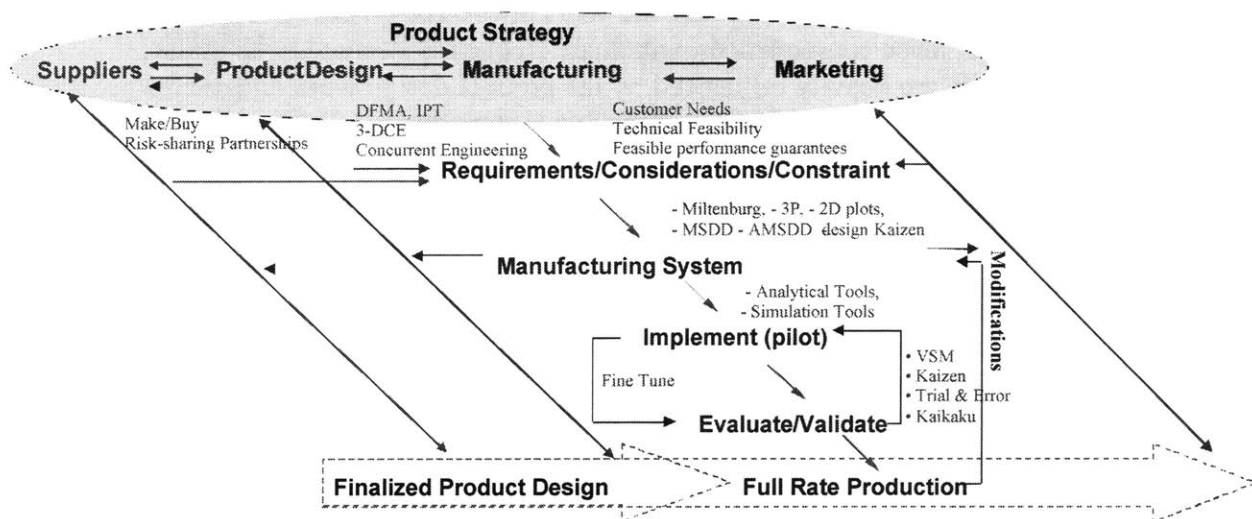 Product Strategy
Suppliers
ProductDesign
Manufacturing
Marketing
Make/Buy
Risk-sharing Partnerships
DFMA, IPT
3-DCE
Concurrent Engineering
Customer Needs
Technical Feasibility
Feasible performance guarantees
Requirements/Considerations/Constraint
- Miltenburg, - 3P, - 2D plots,
- MSDD - AMSDD design Kaizen
Manufacturing System
Modifications
- Analytical Tools,
- Simulation Tools
Implement (pilot)
Fine Tune
• VSM
• Kaizen
• Trial & Error
• Kaikaku
Evaluate/Validate
Finalized Product Design
Full Rate Production